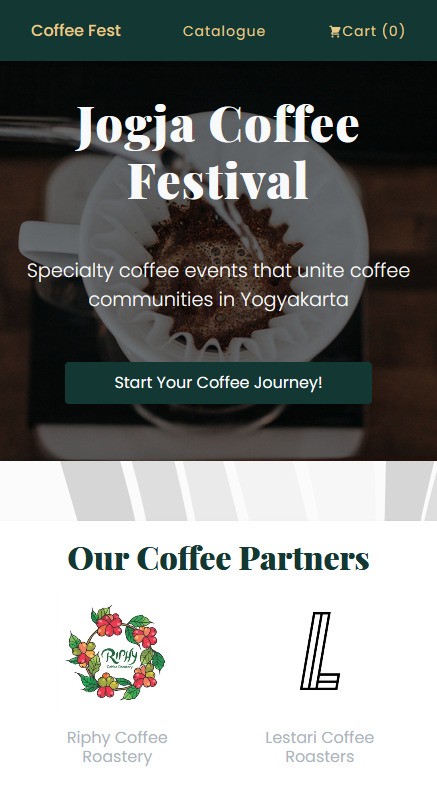 Coffee Fest
Catalogue
Cart (0)
Jogja Coffee
Festival
Specialty coffee events that unite coffee
communities in Yogyakarta
Start Your Coffee Journey!
Our Coffee Partners
RIPHY
Coffee Roastery
L
Riphy Coffee
Roastery
Lestari Coffee
Roasters